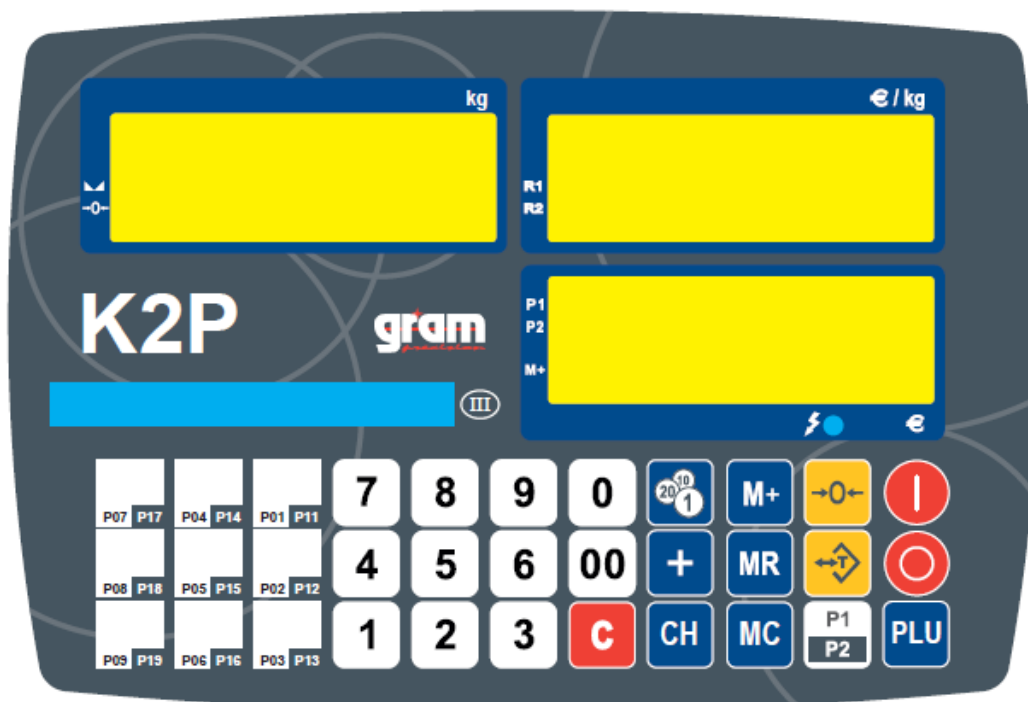 kg
€/kg
R1
R2
→0←
K2P
gram
precision
P1
P2
M+
III
€
P07 P17 P04 P14 P01 P11 7 8 9 0 20 10 1 M+ →0←
P08 P18 P05 P15 P02 P12 4 5 6 00 + MR T
P09 P19 P06 P16 P03 P13 1 2 3 C CH MC P1 P2 PLU